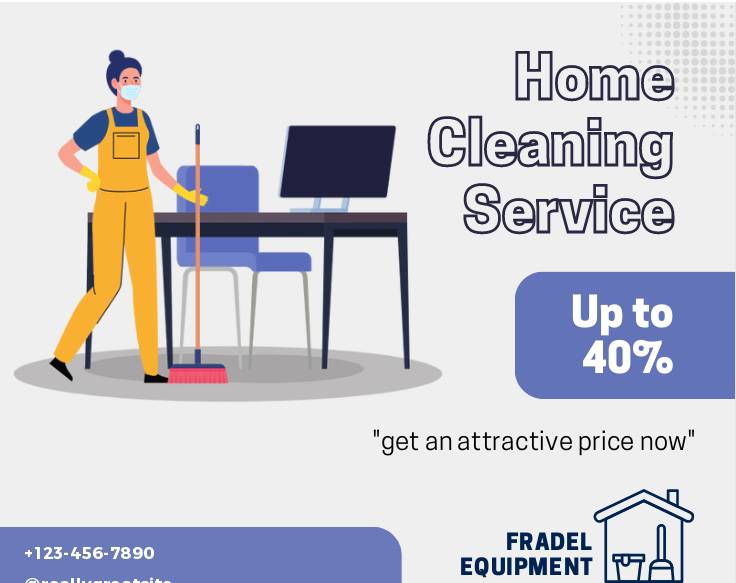 Home
Cleaning
Service
Up to
40%
"get an attractive price now"
FRADEL
EQUIPMENT
+123-456-7890